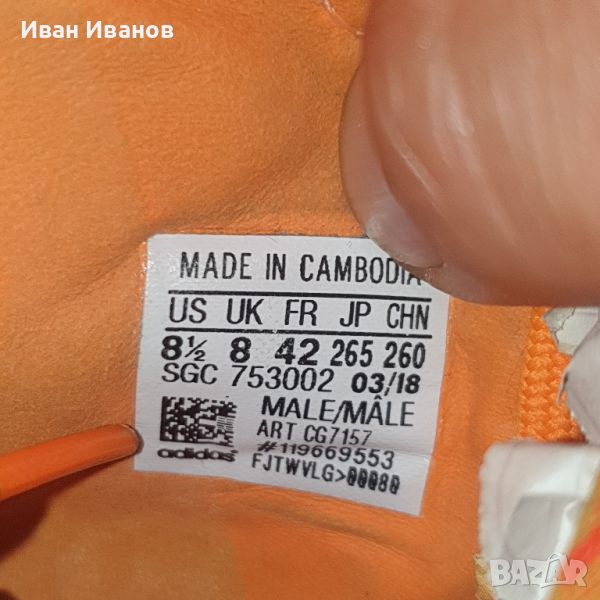 Иван Иванов
MADE IN CAMBODIA
US UK FR JP CHN
8½ 8 42 265 260
SGC 753002 03/18
MALE/MÂLE
ART CG7157
#119669553
adidas
FJTWVLG>00080
BAZAR